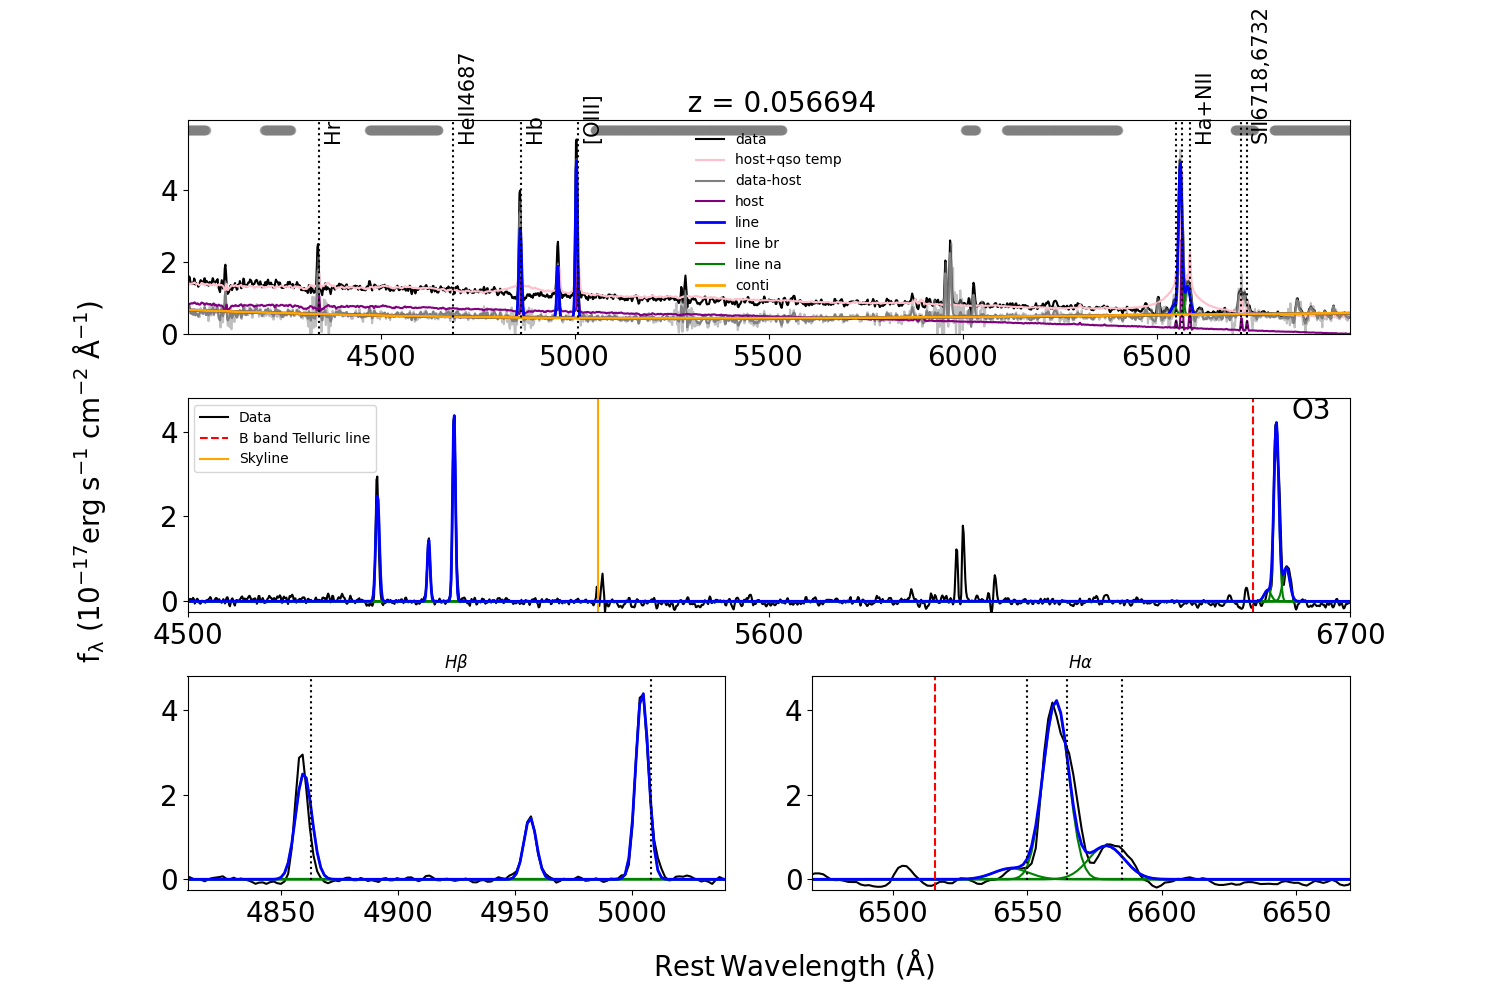 z = 0.056694
Hr
HeII4687
Hb
[OIII]
Ha+NII
SII6718,6732
data
host+qso temp
data-host
host
line
line br
line na
conti
4
2
0
4500 5000 5500 6000 6500
f_λ (10^{-17}erg s^{-1} cm^{-2} Å^{-1})
O3
Data
B band Telluric line
Skyline
4
2
0
4500 5600 6700
Hβ
4
2
0
4850 4900 4950 5000
Hα
4
2
0
6500 6550 6600 6650
Rest Wavelength (Å)